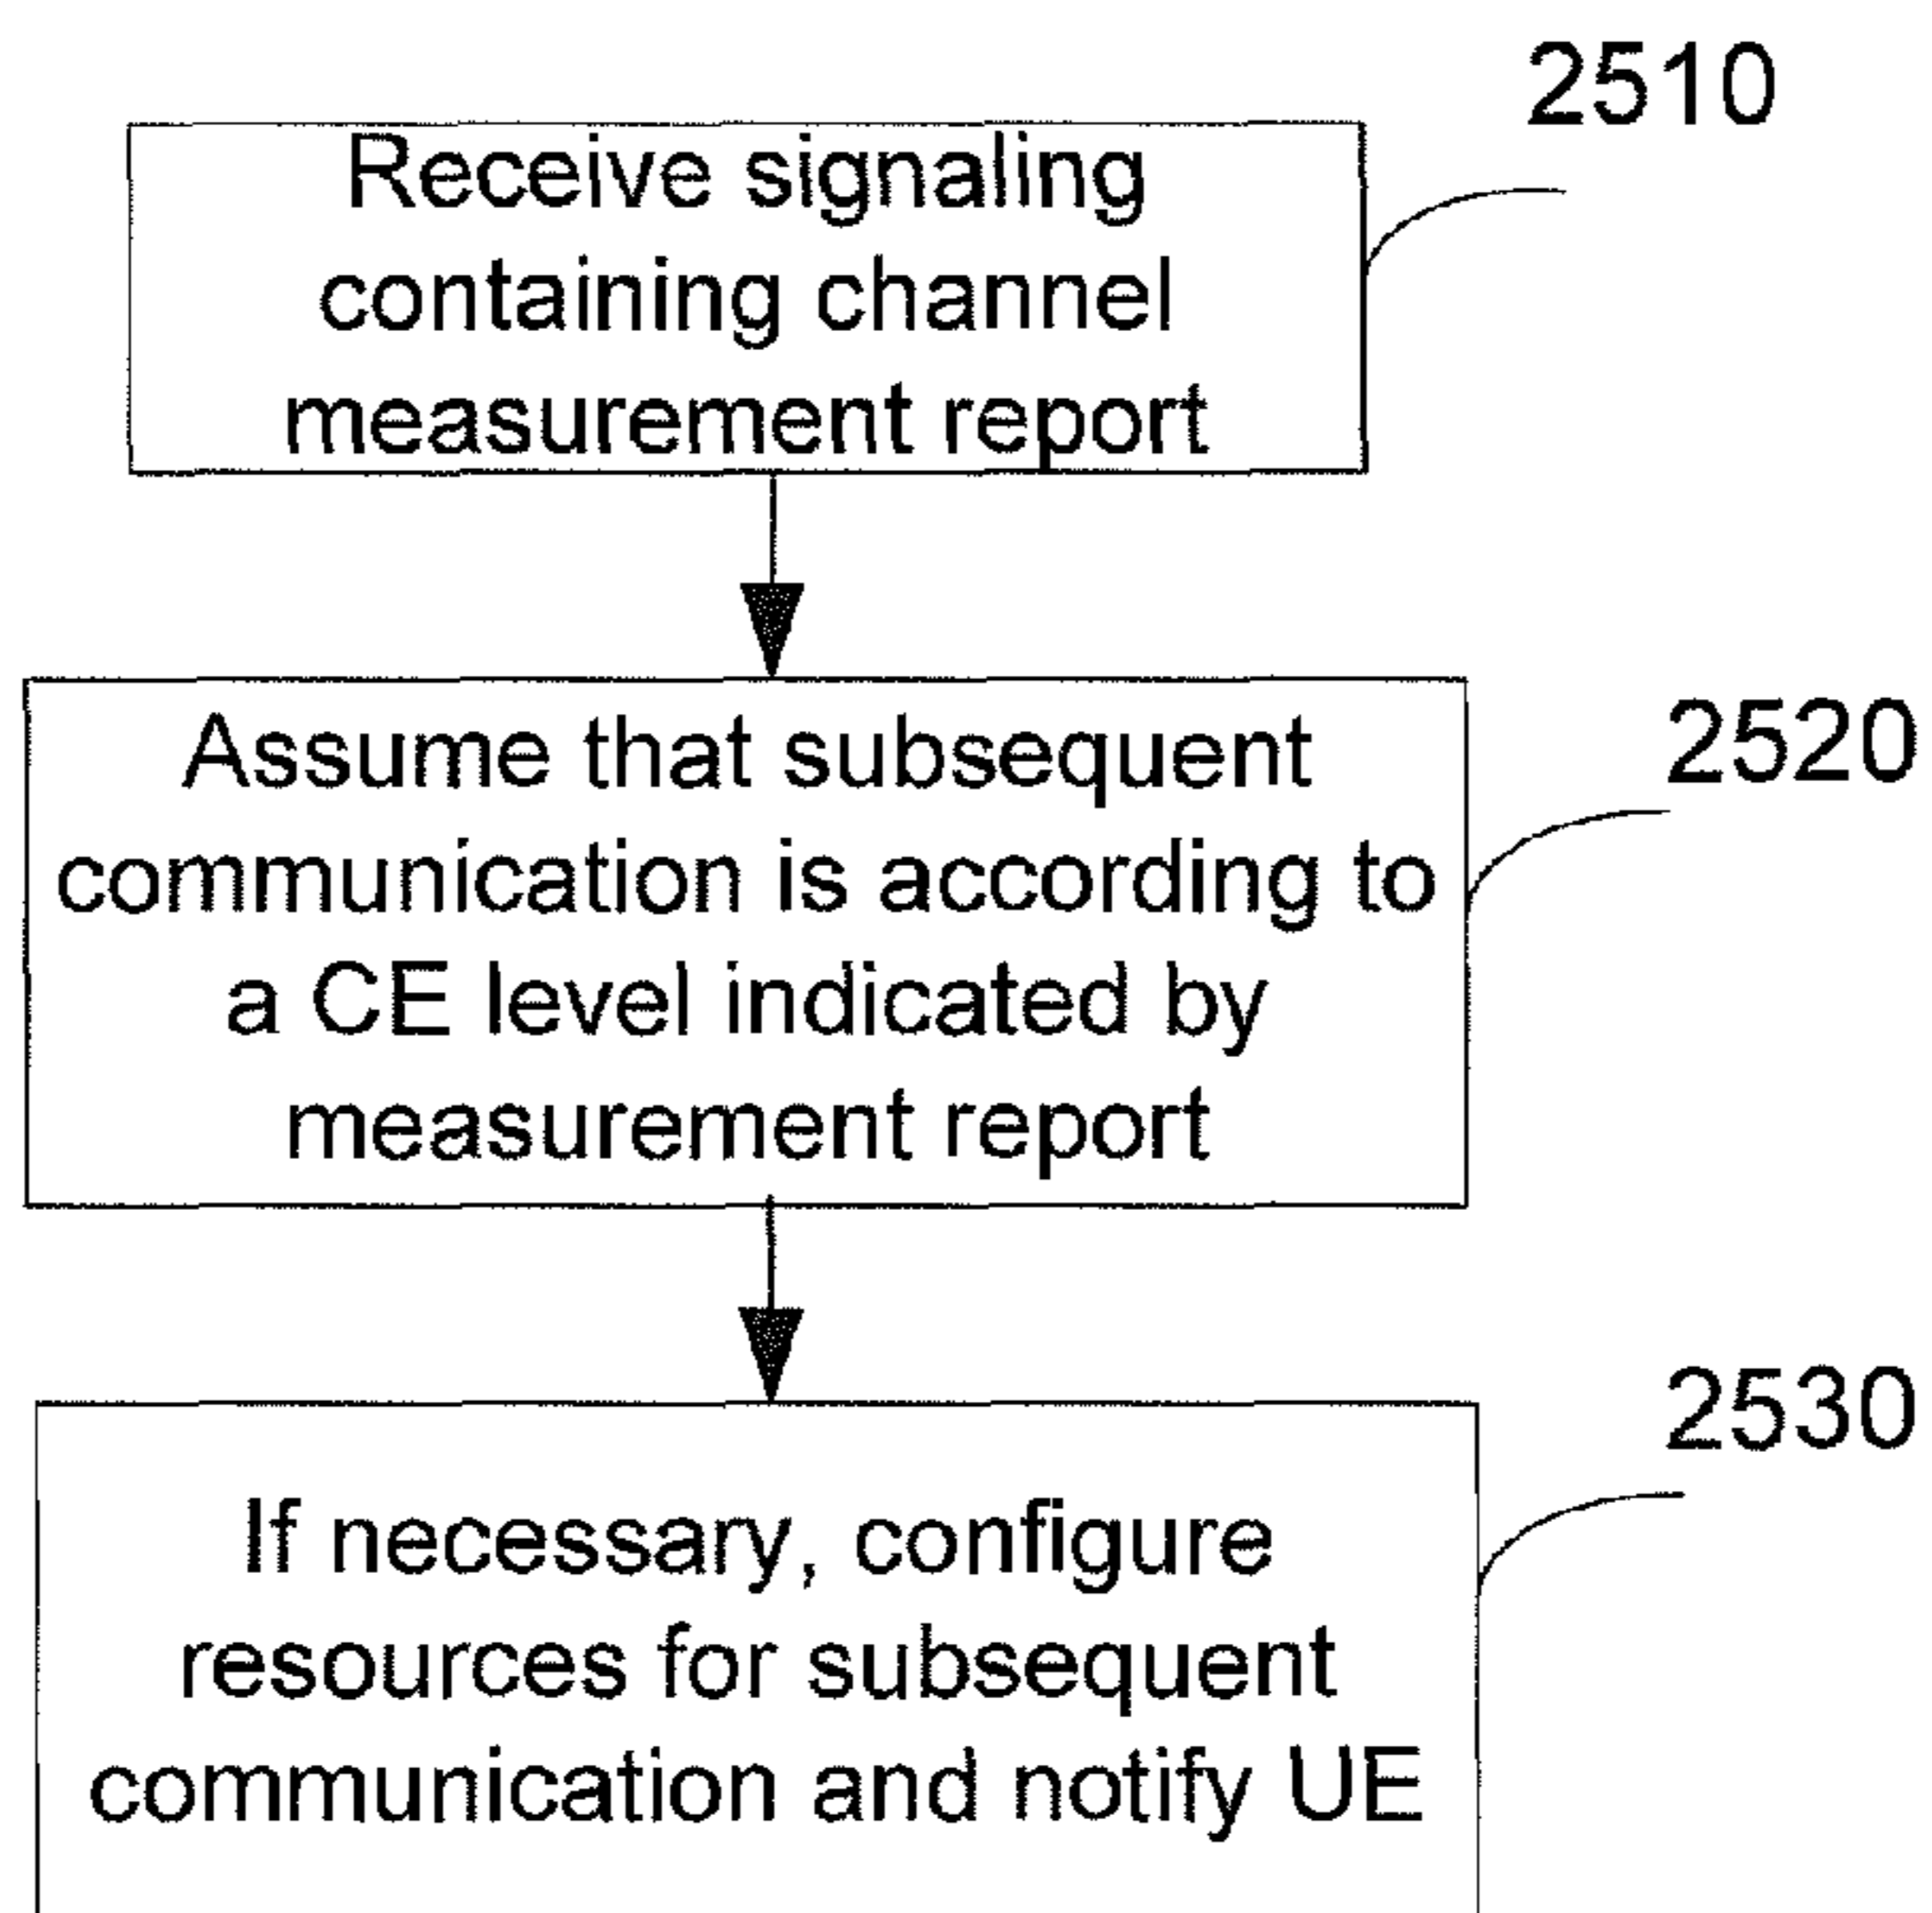 2510
Receive signaling
containing channel
measurement report
2520
Assume that subsequent
communication is according to
a CE level indicated by
measurement report
2530
If necessary, configure
resources for subsequent
communication and notify UE